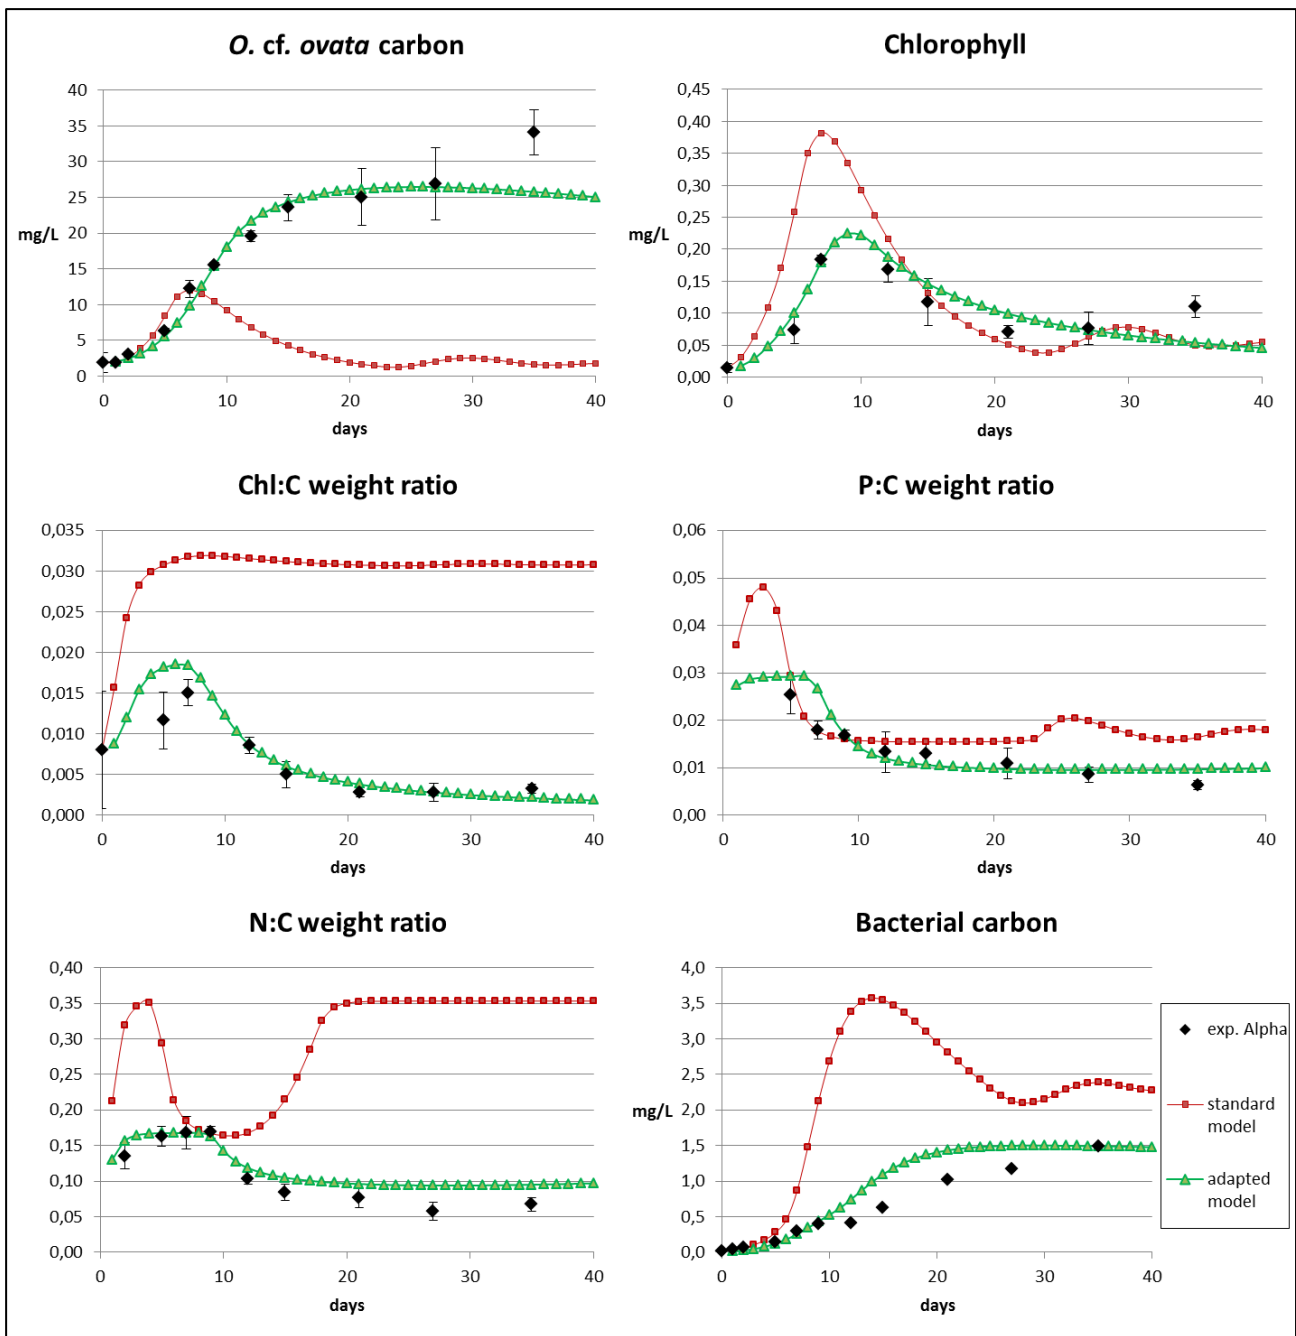 O. cf. ovata carbon
40
35
30
25
20
15
10
5
0
mg/L
0 10 20 30 40
days
Chlorophyll
0,45
0,40
0,35
0,30
0,25
0,20
0,15
0,10
0,05
0,00
mg/L
0 10 20 30 40
days
Chl:C weight ratio
0,035
0,030
0,025
0,020
0,015
0,010
0,005
0,000
0 10 20 30 40
days
P:C weight ratio
0,06
0,05
0,04
0,03
0,02
0,01
0,00
0 10 20 30 40
days
N:C weight ratio
0,40
0,35
0,30
0,25
0,20
0,15
0,10
0,05
0,00
0 10 20 30 40
days
Bacterial carbon
4,0
3,5
3,0
2,5
2,0
1,5
1,0
0,5
0,0
mg/L
0 10 20 30 40
days
exp. Alpha
standard
model
adapted
model